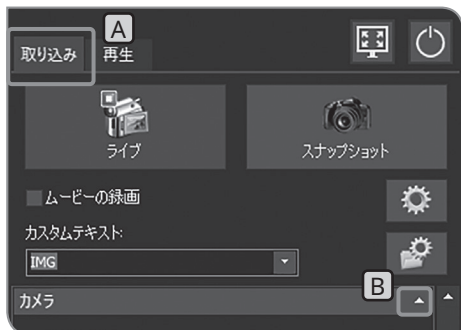 A
取り込み 再生
ライブ スナップショット
ムービーの録画
カスタムテキスト:
IMG
B
カメラ